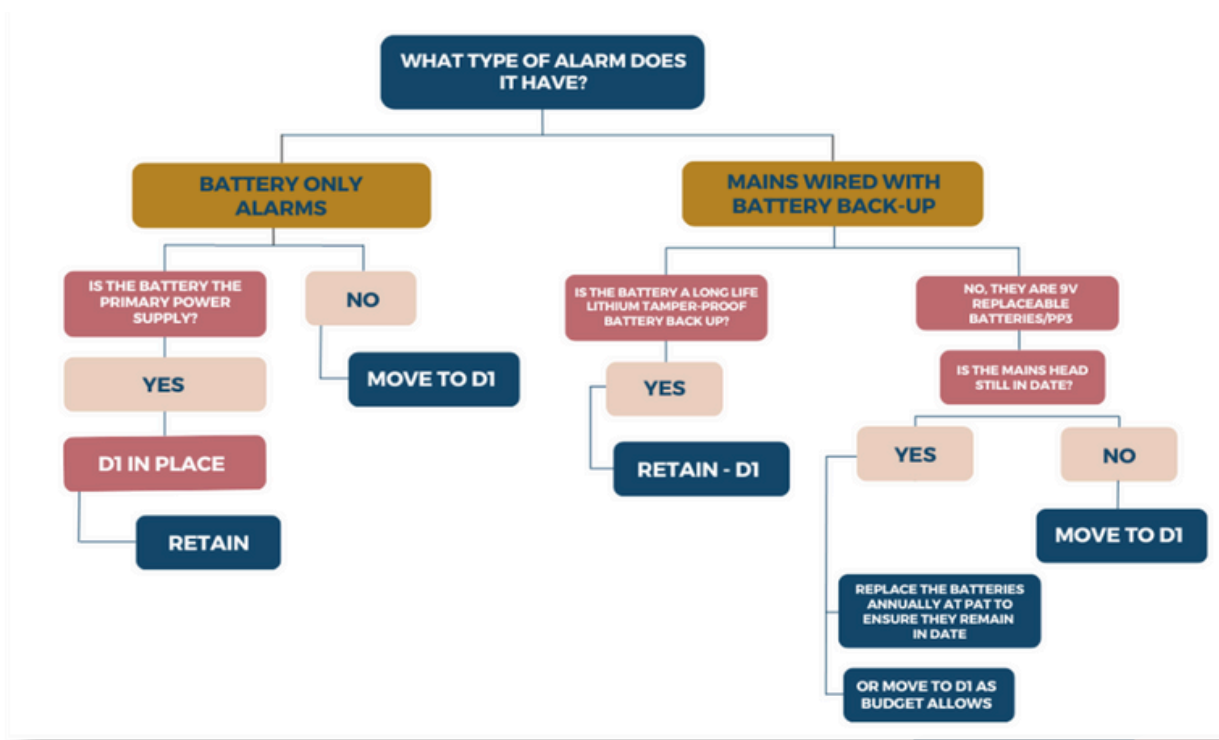 WHAT TYPE OF ALARM DOES
IT HAVE?
BATTERY ONLY
ALARMS
MAINS WIRED WITH
BATTERY BACK-UP
IS THE BATTERY THE
PRIMARY POWER
SUPPLY?
NO
IS THE BATTERY A LONG LIFE
LITHIUM TAMPER-PROOF
BATTERY BACK UP?
NO, THEY ARE 9V
REPLACEABLE
BATTERIES/PP3
YES
MOVE TO D1
YES
IS THE MAINS HEAD
STILL IN DATE?
D1 IN PLACE
RETAIN - D1
YES
NO
RETAIN
MOVE TO D1
REPLACE THE BATTERIES
ANNUALLY AT PAT TO
ENSURE THEY REMAIN
IN DATE
OR MOVE TO D1 AS
BUDGET ALLOWS